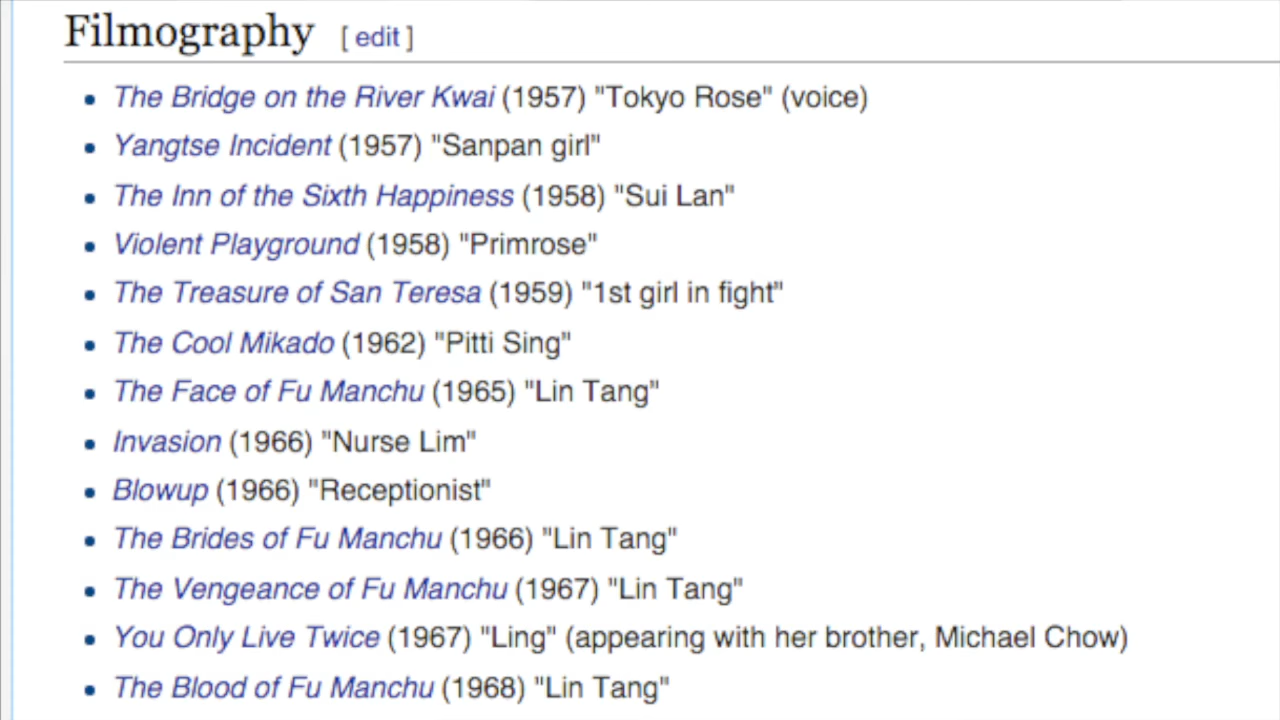 Filmography [ edit ]
The Bridge on the River Kwai (1957) "Tokyo Rose" (voice)
Yangtse Incident (1957) "Sanpan girl"
The Inn of the Sixth Happiness (1958) "Sui Lan"
Violent Playground (1958) "Primrose"
The Treasure of San Teresa (1959) "1st girl in fight"
The Cool Mikado (1962) "Pitti Sing"
The Face of Fu Manchu (1965) "Lin Tang"
Invasion (1966) "Nurse Lim"
Blowup (1966) "Receptionist"
The Brides of Fu Manchu (1966) "Lin Tang"
The Vengeance of Fu Manchu (1967) "Lin Tang"
You Only Live Twice (1967) "Ling" (appearing with her brother, Michael Chow)
The Blood of Fu Manchu (1968) "Lin Tang"